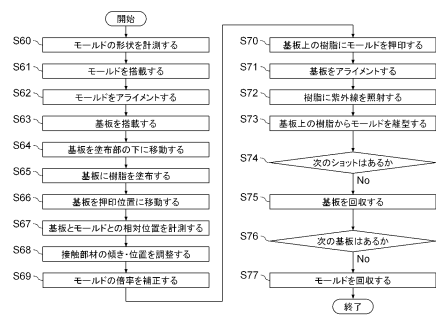 開始
S60
モールドの形状を計測する
S61
モールドを搭載する
S62
モールドをアライメントする
S63
基板を搭載する
S64
基板を塗布部の下に移動する
S65
基板に樹脂を塗布する
S66
基板を押印位置に移動する
S67
基板とモールドとの相対位置を計測する
S68
接触部材の傾き・位置を調整する
S69
モールドの倍率を補正する
S70
基板上の樹脂にモールドを押印する
S71
基板をアライメントする
S72
樹脂に紫外線を照射する
S73
基板上の樹脂からモールドを離型する
S74
次のショットはあるか
No
S75
基板を回収する
S76
次の基板はあるか
No
S77
モールドを回収する
終了